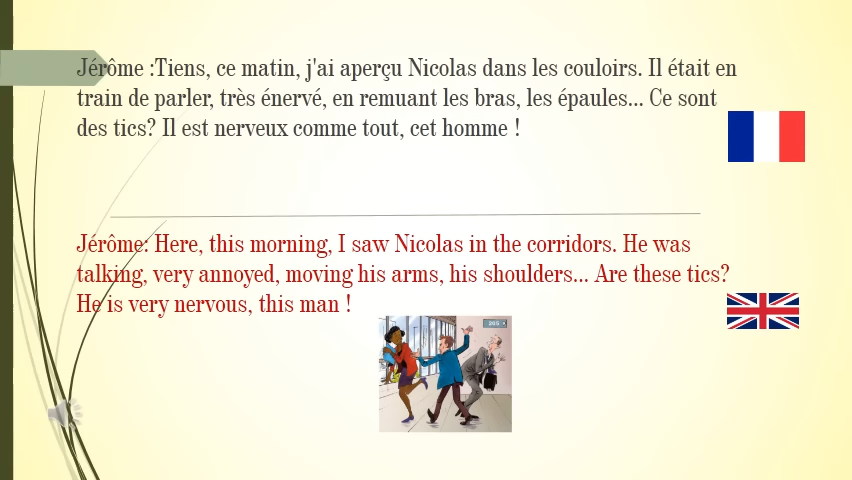 Jérôme :Tiens, ce matin, j'ai aperçu Nicolas dans les couloirs. Il était en
train de parler, très énervé, en remuant les bras, les épaules... Ce sont
des tics? Il est nerveux comme tout, cet homme !
Jérôme: Here, this morning, I saw Nicolas in the corridors. He was
talking, very annoyed, moving his arms, his shoulders... Are these tics?
He is very nervous, this man !